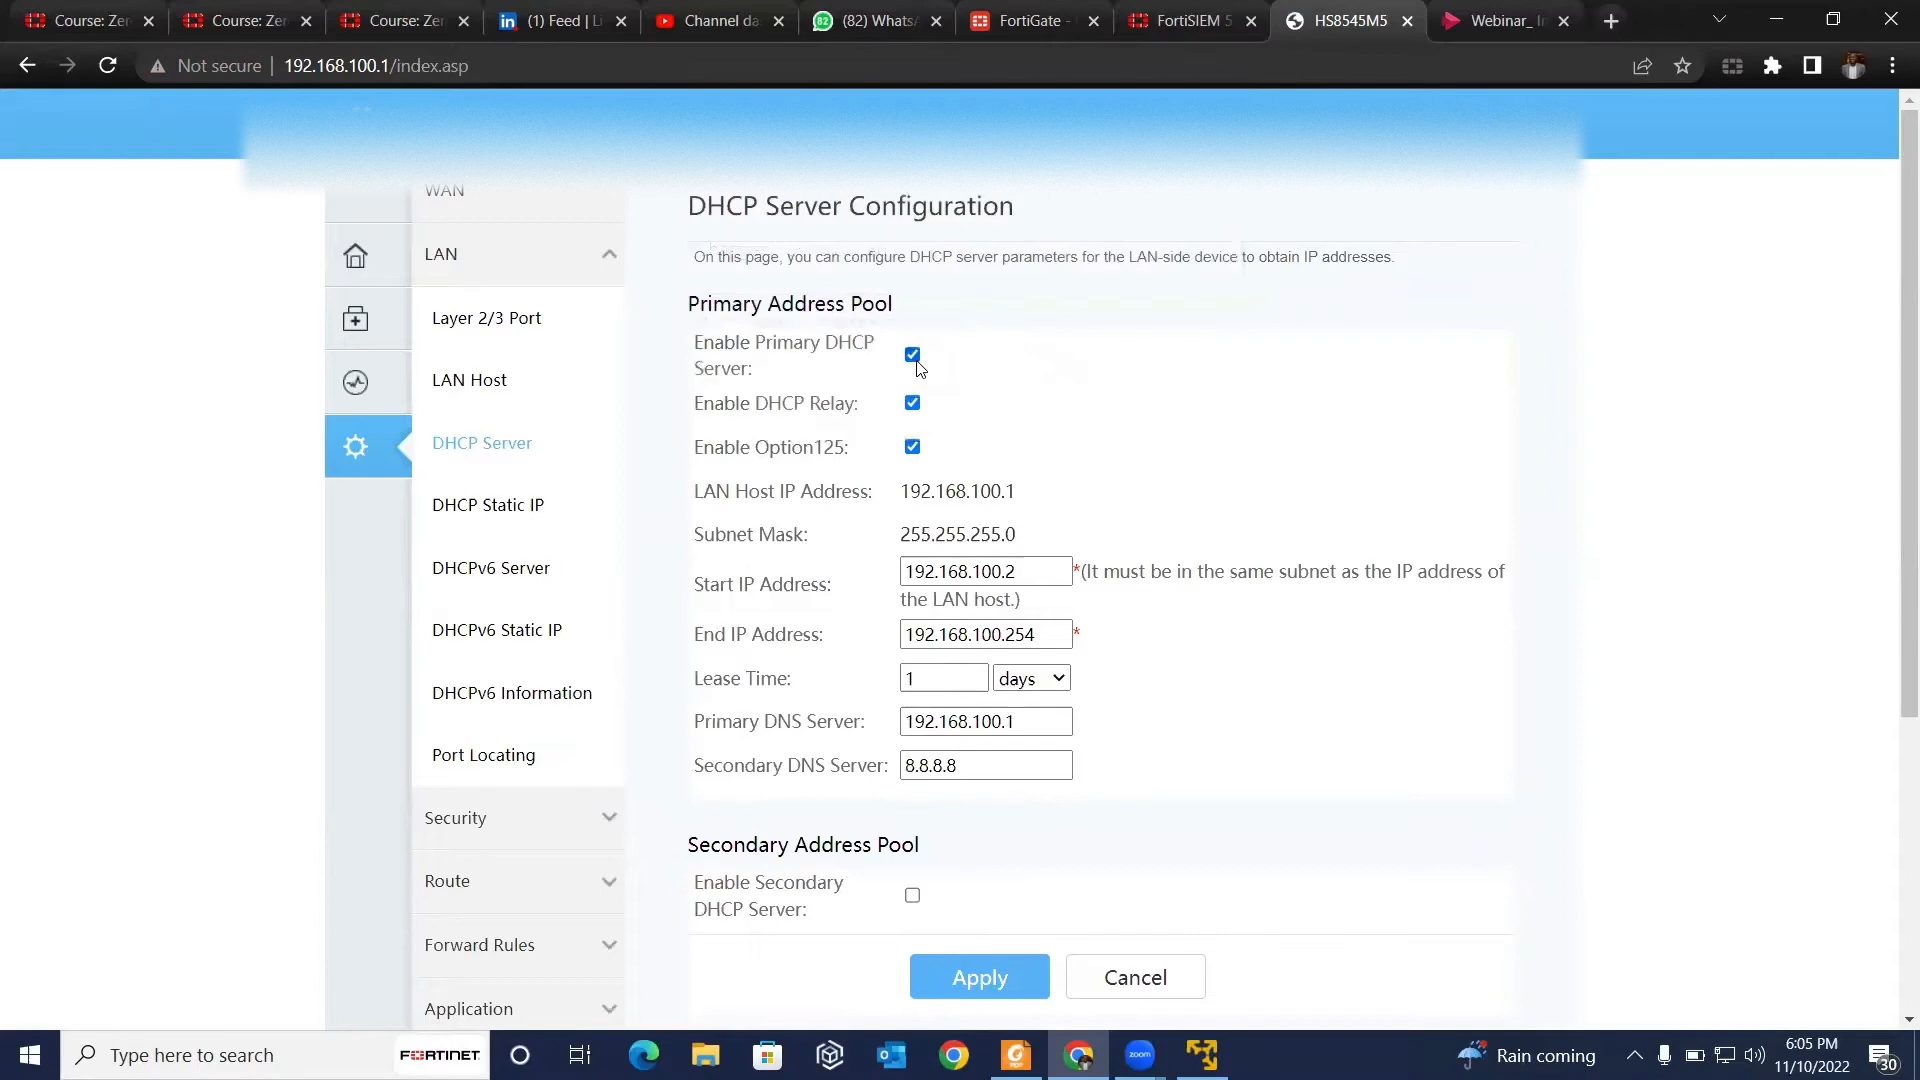 Course: Zer
Course: Zer
Course: Zer
(1) Feed | Li
Channel da
(82) Whats
FortiGate -
FortiSIEM 5
HS8545M5
Webinar_ In
Not secure | 192.168.100.1/index.asp
WAN
LAN
Layer 2/3 Port
LAN Host
DHCP Server
DHCP Static IP
DHCPv6 Server
DHCPv6 Static IP
DHCPv6 Information
Port Locating
Security
Route
Forward Rules
Application
DHCP Server Configuration
On this page, you can configure DHCP server parameters for the LAN-side device to obtain IP addresses.
Primary Address Pool
Enable Primary DHCP
Server:
Enable DHCP Relay:
Enable Option125:
LAN Host IP Address: 192.168.100.1
Subnet Mask: 255.255.255.0
Start IP Address: 192.168.100.2 *(It must be in the same subnet as the IP address of
the LAN host.)
End IP Address: 192.168.100.254 *
Lease Time: 1 days
Primary DNS Server: 192.168.100.1
Secondary DNS Server: 8.8.8.8
Secondary Address Pool
Enable Secondary
DHCP Server:
Apply Cancel
Type here to search
FORTINET
zoom
Rain coming
6:05 PM
11/10/2022
30